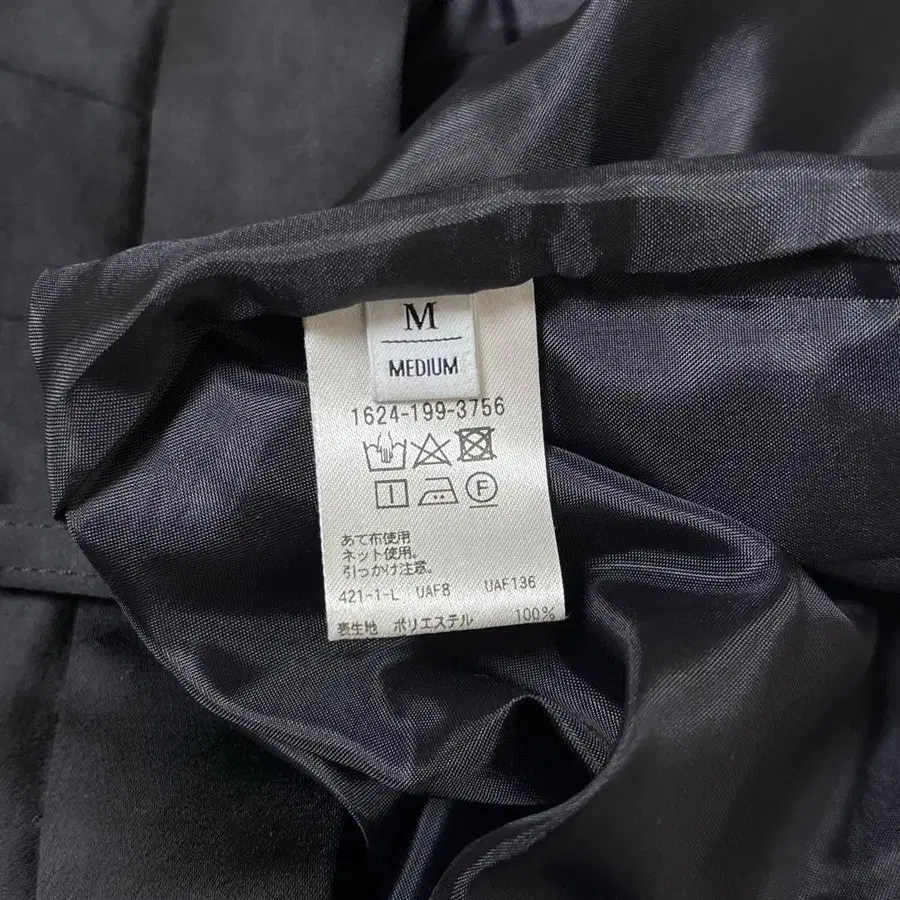 M
MEDIUM
1624-199-3756
F
あて布使用
ネット使用。
引っかけ注意。
421-1-L UAF8 UAF136
表生地 ポリエステル 100%